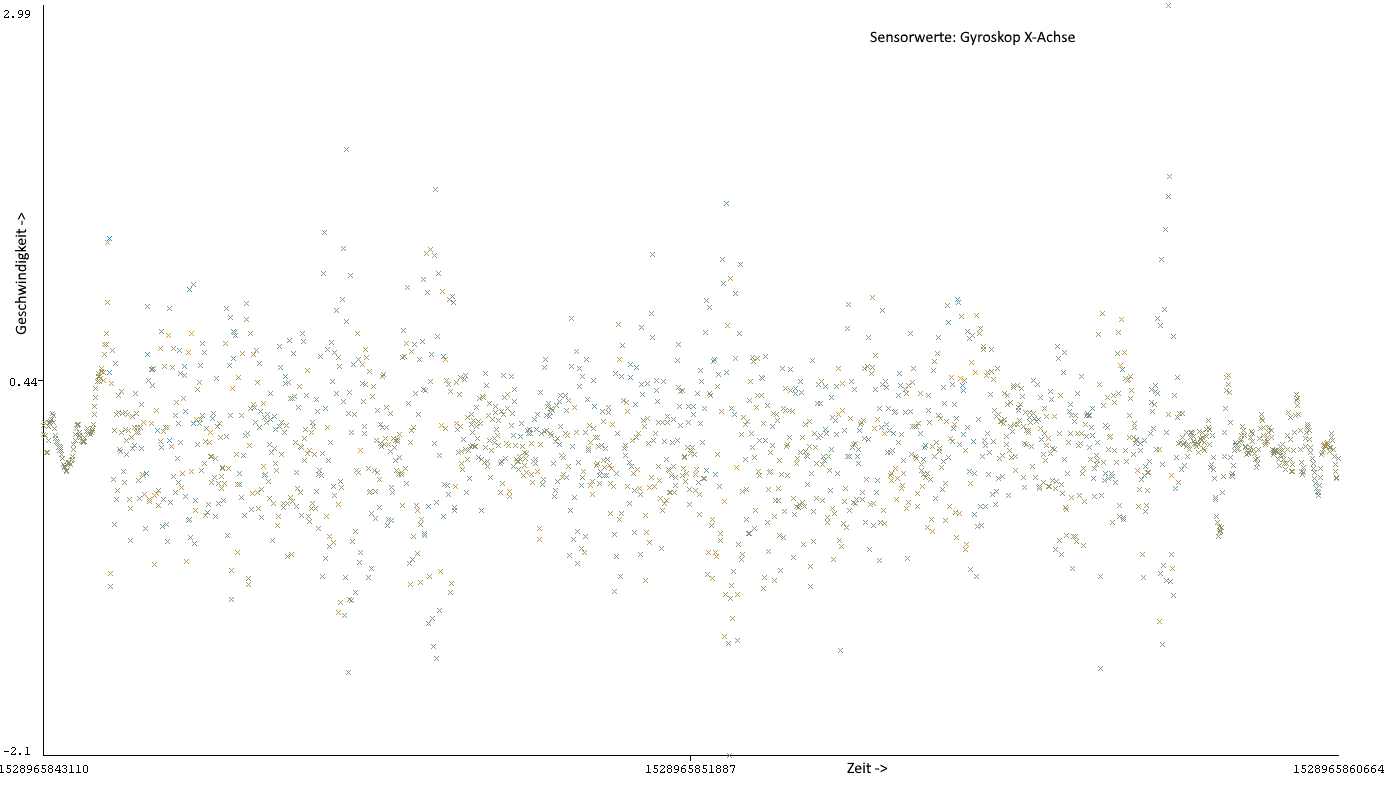 2.99
Sensorwerte: Gyroskop X-Achse
Geschwindigkeit ->
0.44
-2.1
1528965843110
1528965851887
Zeit ->
1528965860664